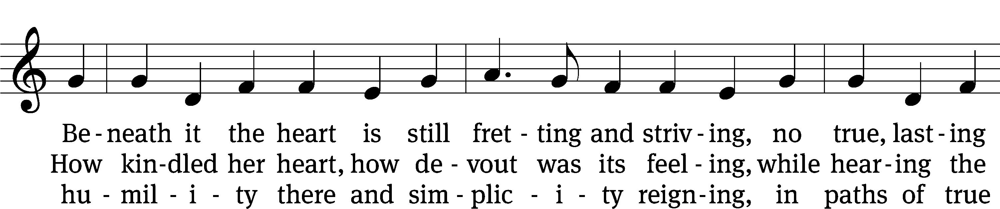 Be - neath it the heart is still fret - ting and striv - ing, no true, last - ing
How kin - dled her heart, how de - vout was its feel - ing, while hear - ing the
hu - mil - i - ty there and sim - plic - i - ty reign - ing, in paths of true